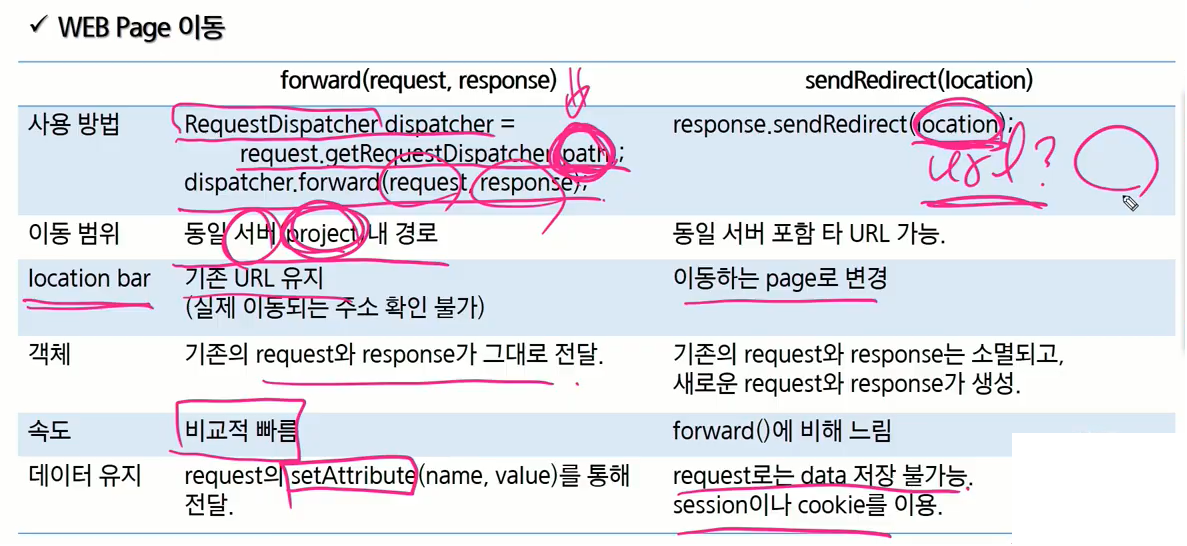 ✓ WEB Page 이동
forward(request, response)
sendRedirect(location)
사용 방법
RequestDispatcher dispatcher =
request.getRequestDispatcher(path);
dispatcher.forward(request, response);
response.sendRedirect(location);
url?
이동 범위
동일 서버 project 내 경로
동일 서버 포함 타 URL 가능.
location bar
기존 URL 유지
(실제 이동되는 주소 확인 불가)
이동하는 page로 변경
객체
기존의 request와 response가 그대로 전달.
기존의 request와 response는 소멸되고,
새로운 request와 response가 생성.
속도
비교적 빠름
forward()에 비해 느림
데이터 유지
request의 setAttribute(name, value)를 통해
전달.
request로는 data 저장 불가능.
session이나 cookie를 이용.